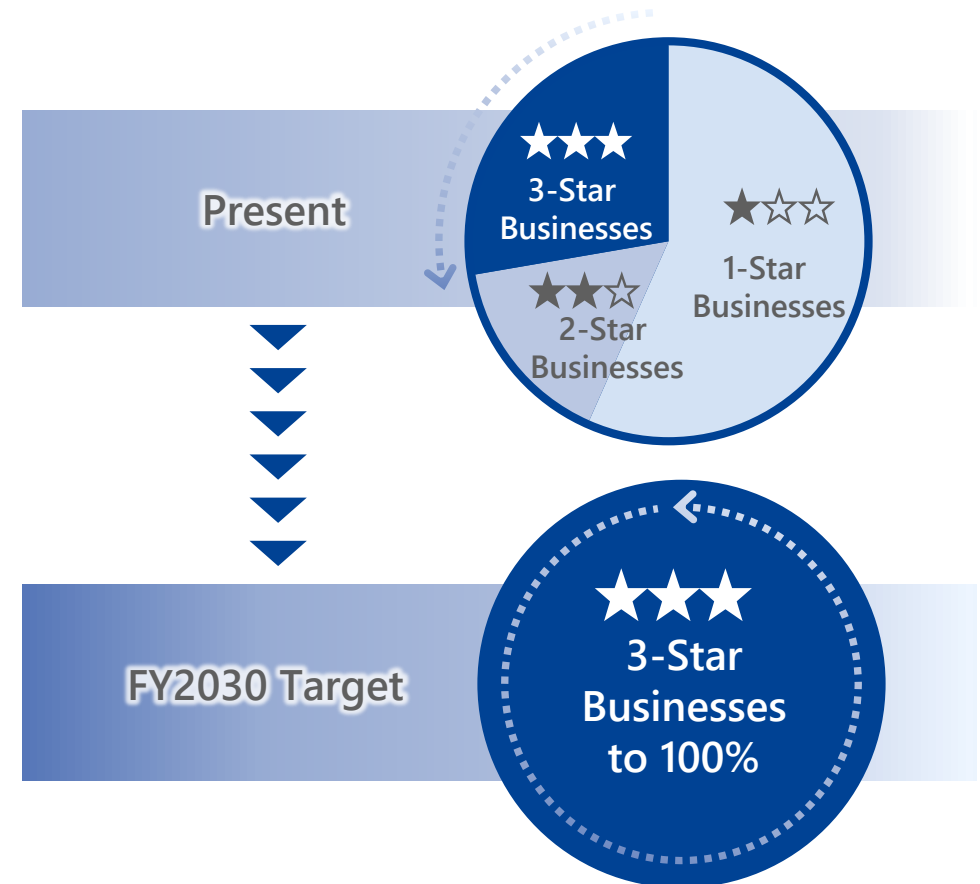 Present
★★★
3-Star
Businesses
★☆☆
1-Star
Businesses
★★☆
2-Star
Businesses
FY2030 Target
★★★
3-Star
Businesses
to 100%